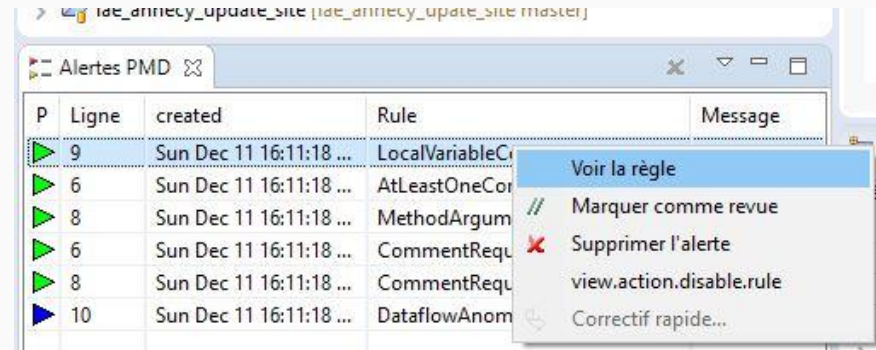 iae_annecy_update_site [iae_annecy_upate_site master]
Alertes PMD
P Ligne created Rule Message
9 Sun Dec 11 16:11:18 ... LocalVariableC
6 Sun Dec 11 16:11:18 ... AtLeastOneCor
8 Sun Dec 11 16:11:18 ... MethodArgum
6 Sun Dec 11 16:11:18 ... CommentRequ
8 Sun Dec 11 16:11:18 ... CommentRequ
10 Sun Dec 11 16:11:18 ... DataflowAnom
Voir la règle
Marquer comme revue
Supprimer l'alerte
view.action.disable.rule
Correctif rapide...